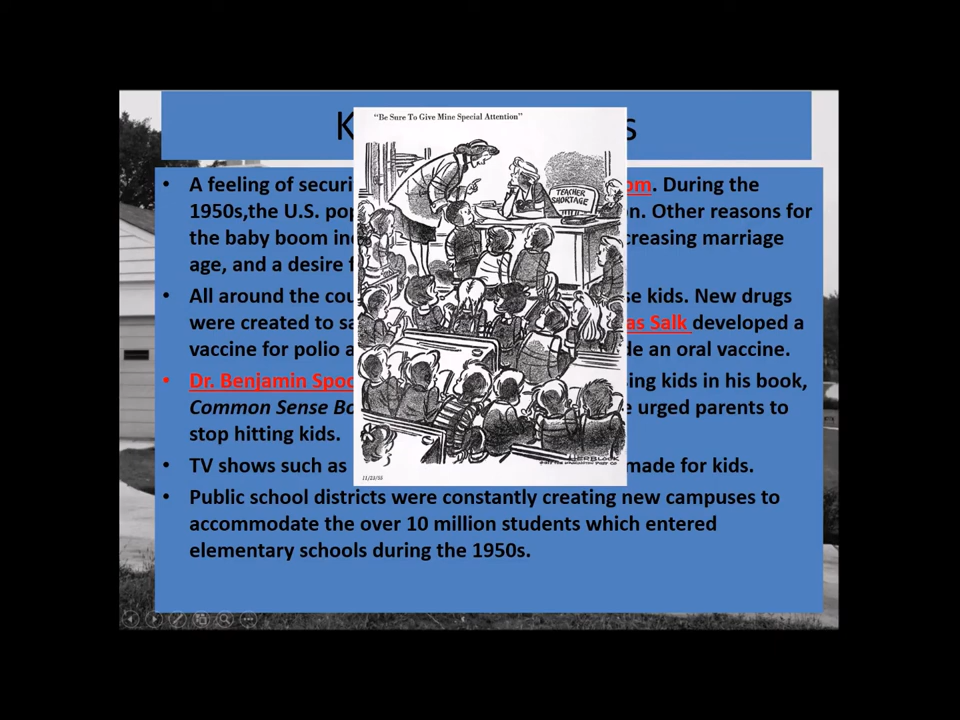 "Be Sure To Give Mine Special Attention"
K s
A feeling of securi om. During the
1950s,the U.S. pop n. Other reasons for
the baby boom in creasing marriage
age, and a desire f
TEACHER
SHORTAGE
All around the cou se kids. New drugs
were created to sa as Salk developed a
vaccine for polio a de an oral vaccine.
Dr. Benjamin Spoc sing kids in his book,
Common Sense Bo e urged parents to
stop hitting kids.
HERBLOCK
TV shows such as made for kids.
11/23/55
• Public school districts were constantly creating new campuses to
accommodate the over 10 million students which entered
elementary schools during the 1950s.